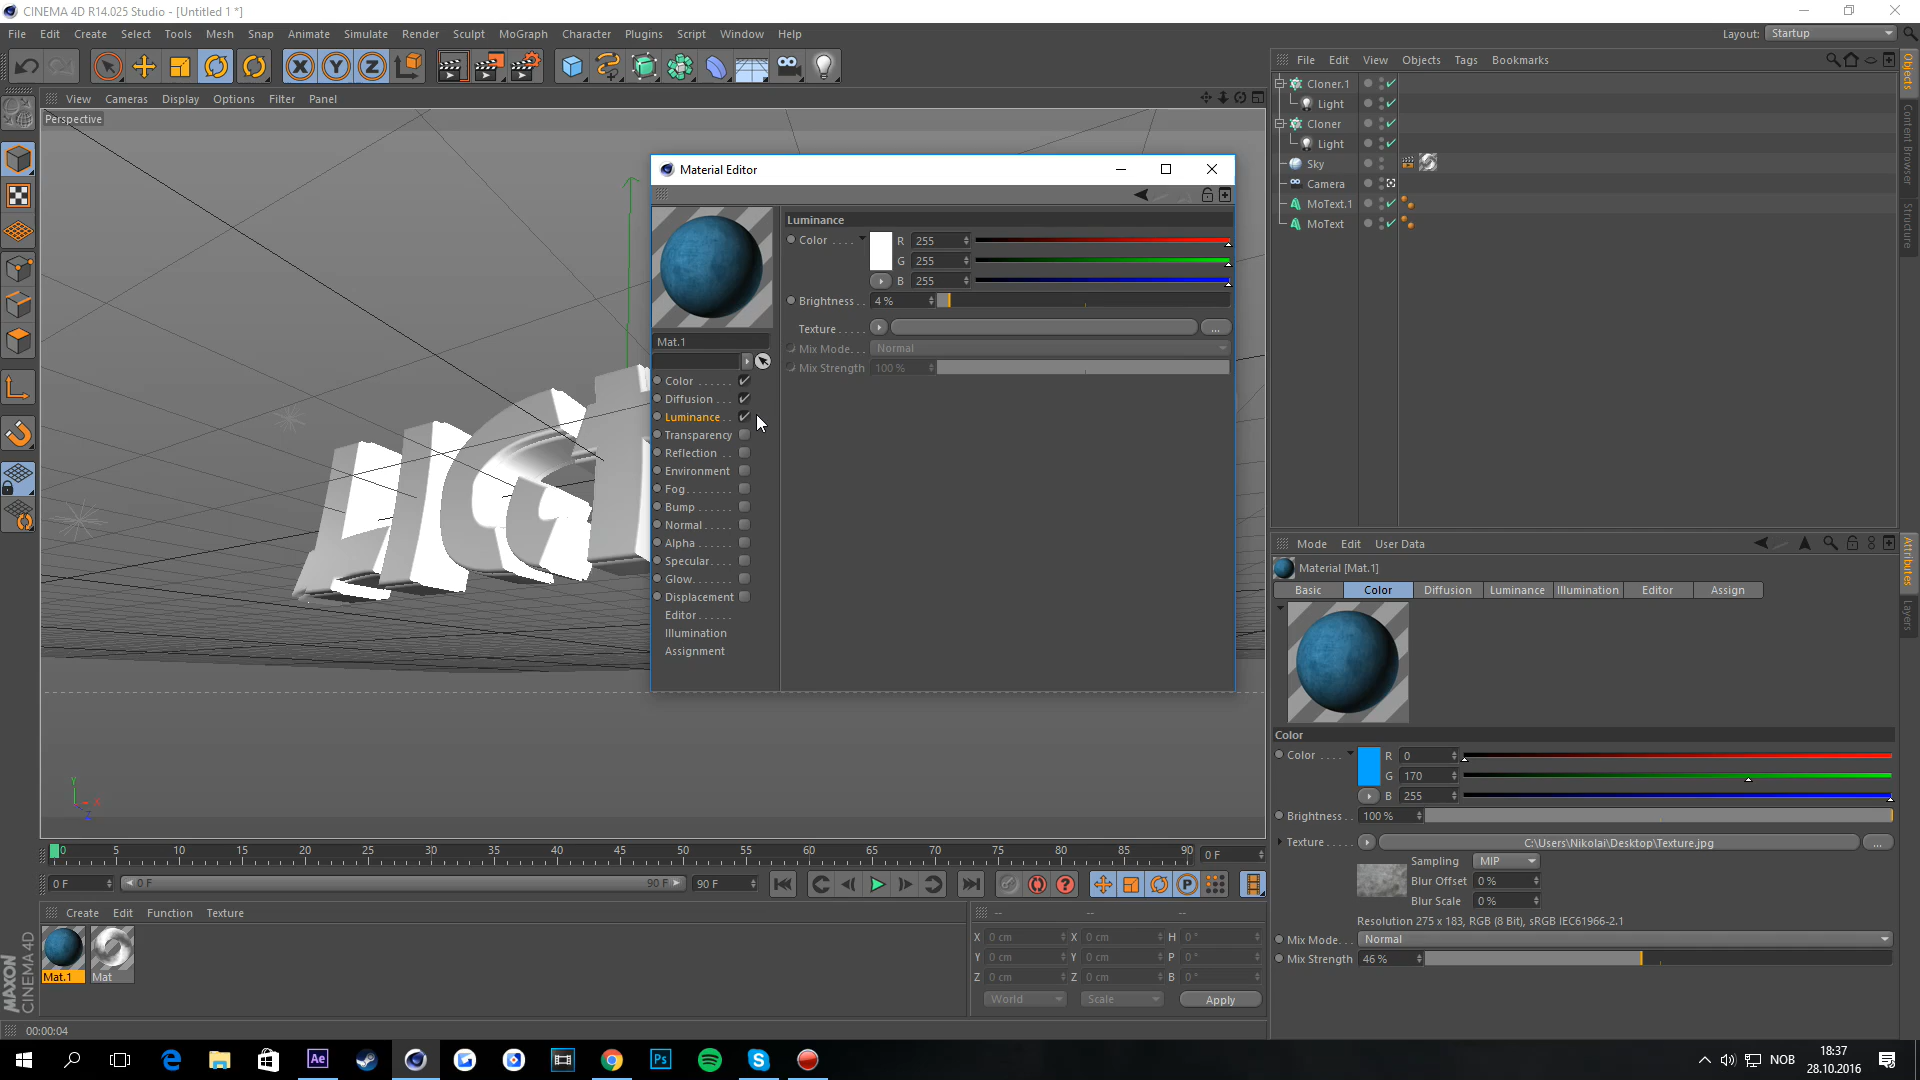 CINEMA 4D R14.025 Studio - [Untitled 1 *]
File Edit Create Select Tools Mesh Snap Animate Simulate Render Sculpt MoGraph Character Plugins Script Window Help
Layout: Startup
View Cameras Display Options Filter Panel
Perspective
Material Editor
Mat.1
Color . . . . . .
Diffusion . . .
Luminance . .
Transparency
Reflection . .
Environment
Fog. . . . . . . .
Bump . . . . . .
Normal . . . . .
Alpha . . . . . .
Specular. . . .
Glow. . . . . . .
Displacement
Editor . . . . . .
Illumination
Assignment
Luminance
Color . . . . R 255
G 255
B 255
Brightness . . 4 %
Texture . . . . . ...
Mix Mode. . . Normal
Mix Strength 100 %
File Edit View Objects Tags Bookmarks
Cloner.1
Light
Cloner
Light
Sky
Camera
MoText.1
MoText
Objects
Content Browser
Structure
Mode Edit User Data
Material [Mat.1]
Basic Color Diffusion Luminance Illumination Editor Assign
Attributes
Layers
Color
Color . . . . R 0
G 170
B 255
Brightness . . 100 %
Texture . . . . . C:\Users\Nikolai\Desktop\Texture.jpg ...
Sampling MIP
Blur Offset 0 %
Blur Scale 0 %
Resolution 275 x 183, RGB (8 Bit), sRGB IEC61966-2.1
Mix Mode. . . Normal
Mix Strength 46 %
Y
X
Z
0 5 10 15 20 25 30 35 40 45 50 55 60 65 70 75 80 85 90 0 F
0 F 0 F 90 F 90 F
Create Edit Function Texture
Mat.1 Mat
-- -- --
X 0 cm X 0 cm H 0 °
Y 0 cm Y 0 cm P 0 °
Z 0 cm Z 0 cm B 0 °
World Scale Apply
MAXON
CINEMA 4D
00:00:04
Ae
Ps
NOB
18:37
28.10.2016